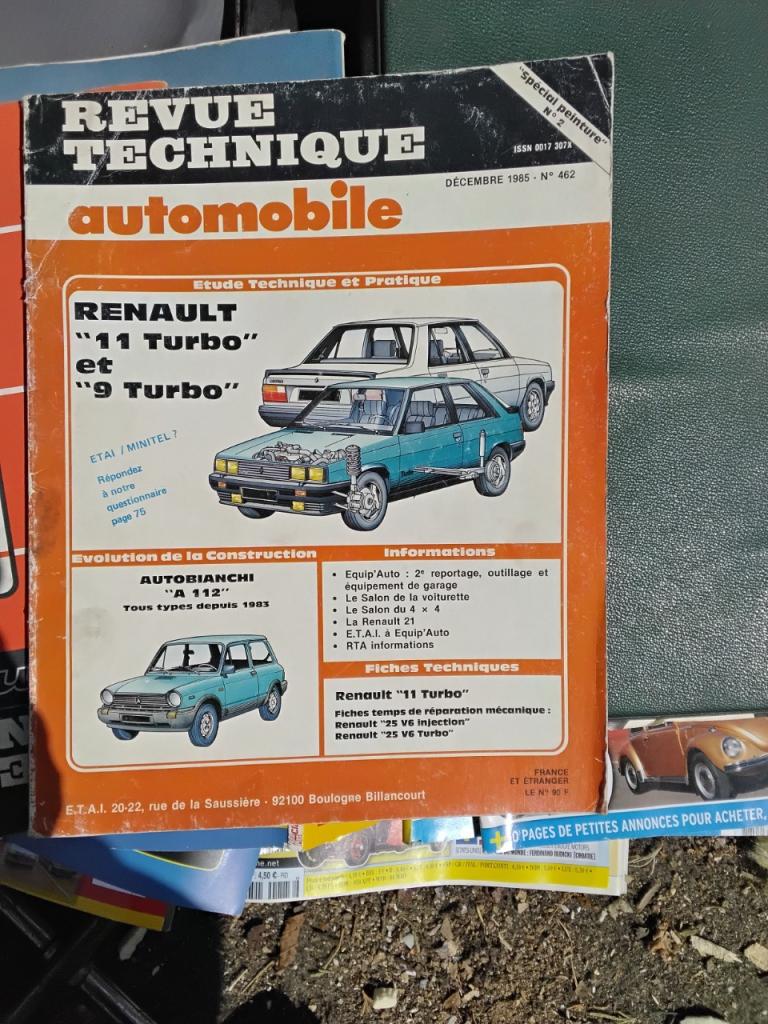 REVUE
TECHNIQUE
"spécial peinture"
N° 2
ISSN 0017 307X
DÉCEMBRE 1985 - N° 462
automobile
Etude Technique et Pratique
RENAULT
"11 Turbo"
et
"9 Turbo"
ETAI / MINITEL ?
Répondez
à notre
questionnaire
page 75
Evolution de la Construction
AUTOBIANCHI
"A 112"
Tous types depuis 1983
Informations
• Equip'Auto : 2e reportage, outillage et
équipement de garage
• Le Salon de la voiturette
• Le Salon du 4 × 4
• La Renault 21
• E.T.A.I. à Equip'Auto
• RTA informations
Fiches Techniques
Renault "11 Turbo"
Fiches temps de réparation mécanique :
Renault "25 V6 injection"
Renault "25 V6 Turbo"
FRANCE
ET ÉTRANGER
LE N° 90 F
E.T.A.I. 20-22, rue de la Saussière - 92100 Boulogne Billancourt
PAGES DE PETITES ANNONCES POUR ACHETER,
4,50 €